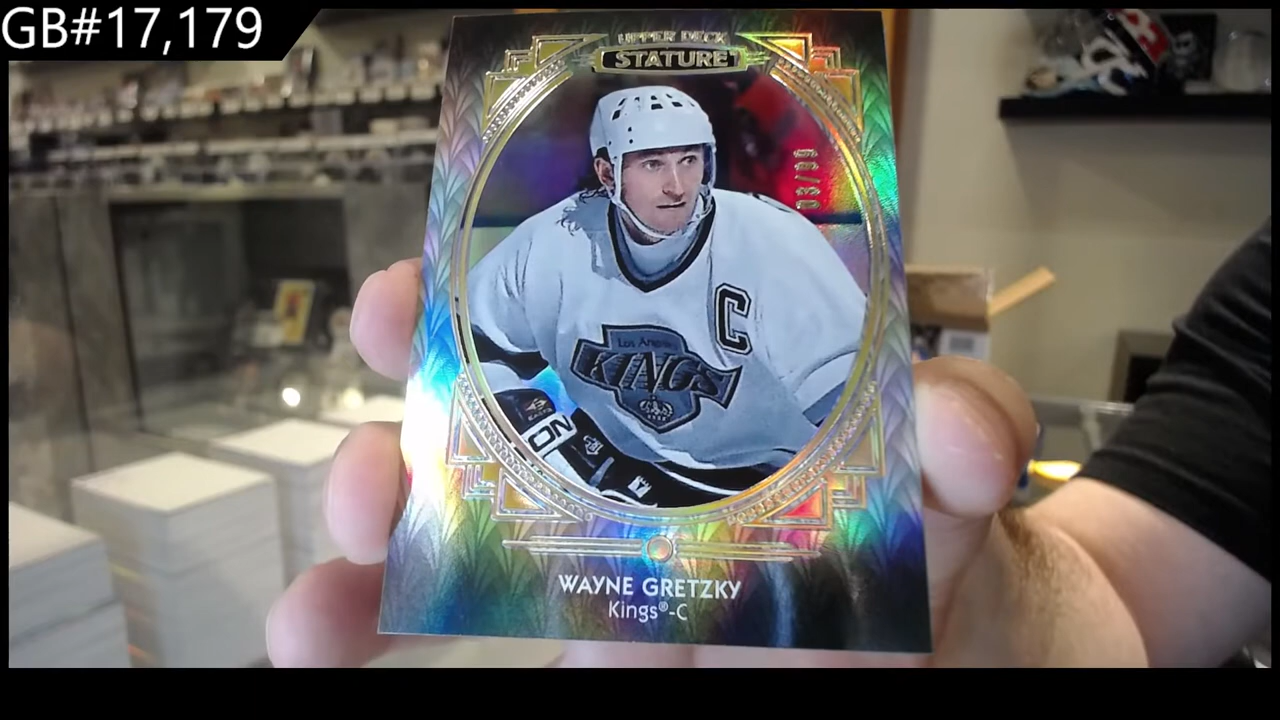 GB#17,179
UPPER DECK
STATURE
C
Los Angeles
KINGS
WAYNE GRETZKY
Kings®-C